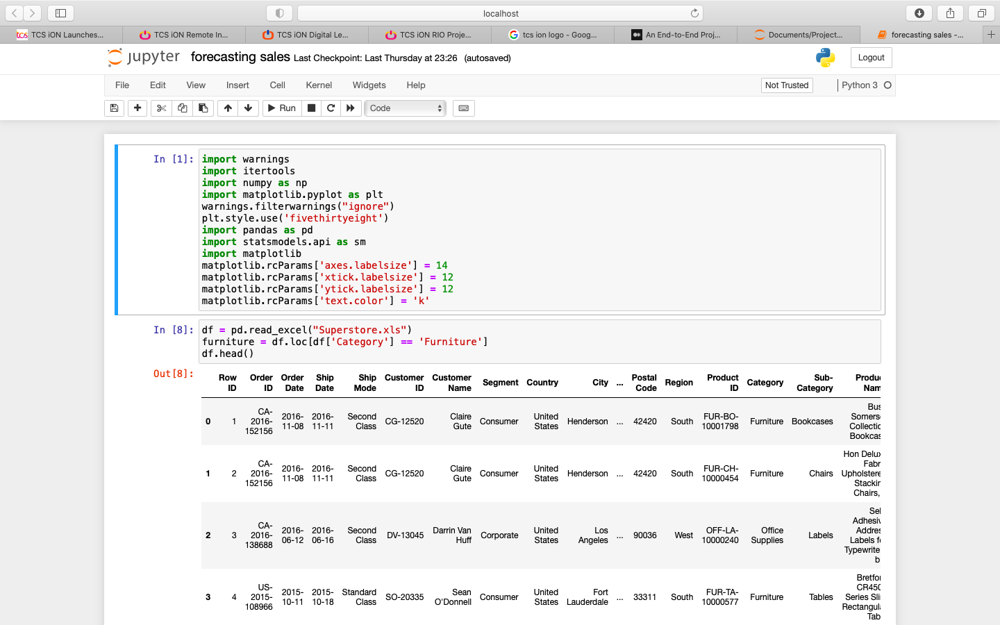 localhost
TCS iON Launches...
TCS iON Remote In...
TCS iON Digital Le...
TCS iON RIO Proje...
tcs ion logo - Goog...
An End-to-End Proj...
Documents/Project...
forecasting sales -...
jupyter forecasting sales Last Checkpoint: Last Thursday at 23:26 (autosaved)
Logout
File Edit View Insert Cell Kernel Widgets Help
Not Trusted
Python 3
Run
Code
In [1]:
import warnings
import itertools
import numpy as np
import matplotlib.pyplot as plt
warnings.filterwarnings("ignore")
plt.style.use('fivethirtyeight')
import pandas as pd
import statsmodels.api as sm
import matplotlib
matplotlib.rcParams['axes.labelsize'] = 14
matplotlib.rcParams['xtick.labelsize'] = 12
matplotlib.rcParams['ytick.labelsize'] = 12
matplotlib.rcParams['text.color'] = 'k'
In [8]:
df = pd.read_excel("Superstore.xls")
furniture = df.loc[df['Category'] == 'Furniture']
df.head()
Out[8]:
Row ID Order ID Order Date Ship Date Ship Mode Customer ID Customer Name Segment Country City ... Postal Code Region Product ID Category Sub-Category Produc Nam
0 1 CA-2016-152156 2016-11-08 2016-11-11 Second Class CG-12520 Claire Gute Consumer United States Henderson ... 42420 South FUR-BO-10001798 Furniture Bookcases Bus Somerse Collectic Bookcas
1 2 CA-2016-152156 2016-11-08 2016-11-11 Second Class CG-12520 Claire Gute Consumer United States Henderson ... 42420 South FUR-CH-10000454 Furniture Chairs Hon Delux Fabr Upholstere Stackin Chairs,
2 3 CA-2016-138688 2016-06-12 2016-06-16 Second Class DV-13045 Darrin Van Huff Corporate United States Los Angeles ... 90036 West OFF-LA-10000240 Office Supplies Labels Sel Adhesiv Addres Labels fo Typewrite b
3 4 US-2015-108966 2015-10-11 2015-10-18 Standard Class SO-20335 Sean O'Donnell Consumer United States Fort Lauderdale ... 33311 South FUR-TA-10000577 Furniture Tables Bretfor CR450 Series Sli Rectangula Tab